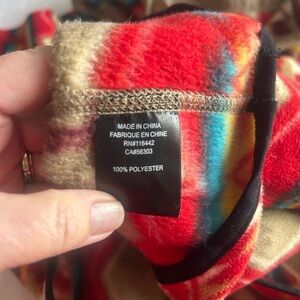 MADE IN CHINA
FABRIQUE EN CHINE
RN#116442
CA#56303
100% POLYESTER